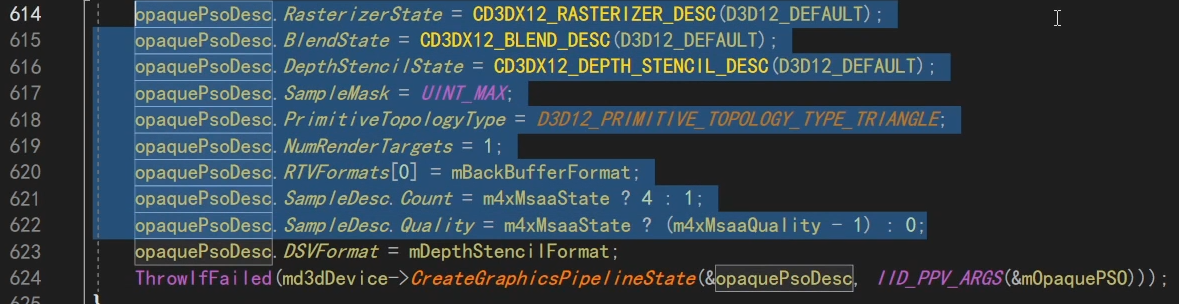 614 opaquePsoDesc.RasterizerState = CD3DX12_RASTERIZER_DESC(D3D12_DEFAULT);
615 opaquePsoDesc.BlendState = CD3DX12_BLEND_DESC(D3D12_DEFAULT);
616 opaquePsoDesc.DepthStencilState = CD3DX12_DEPTH_STENCIL_DESC(D3D12_DEFAULT);
617 opaquePsoDesc.SampleMask = UINT_MAX;
618 opaquePsoDesc.PrimitiveTopologyType = D3D12_PRIMITIVE_TOPOLOGY_TYPE_TRIANGLE;
619 opaquePsoDesc.NumRenderTargets = 1;
620 opaquePsoDesc.RTVFormats[0] = mBackBufferFormat;
621 opaquePsoDesc.SampleDesc.Count = m4xMsaaState ? 4 : 1;
622 opaquePsoDesc.SampleDesc.Quality = m4xMsaaState ? (m4xMsaaQuality - 1) : 0;
623 opaquePsoDesc.DSVFormat = mDepthStencilFormat;
624 ThrowIfFailed(md3dDevice->CreateGraphicsPipelineState(&opaquePsoDesc, IID_PPV_ARGS(&mOpaquePSO)));
625 }